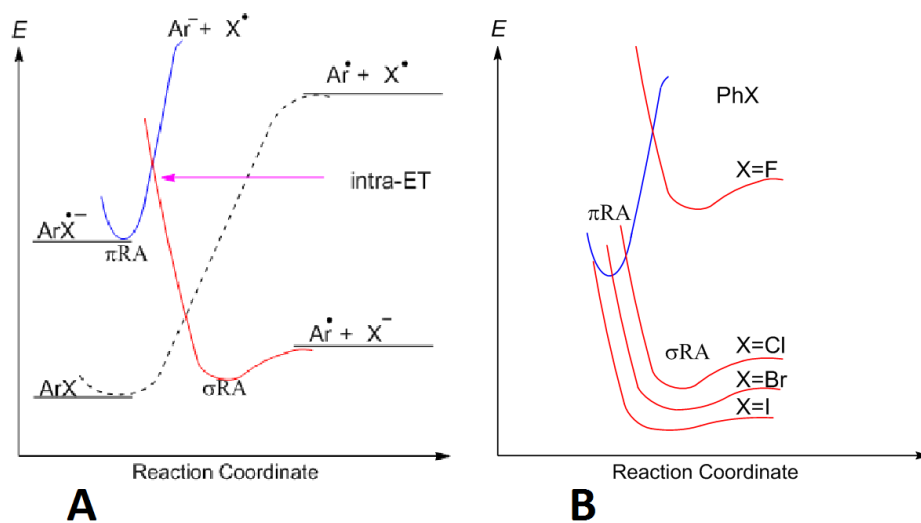 E
Ar⁻ + X•
Ar• + X•
intra-ET
ArX•⁻
πRA
Ar• + X⁻
σRA
ArX
Reaction Coordinate
A
E
PhX
X=F
πRA
σRA
X=Cl
X=Br
X=I
Reaction Coordinate
B